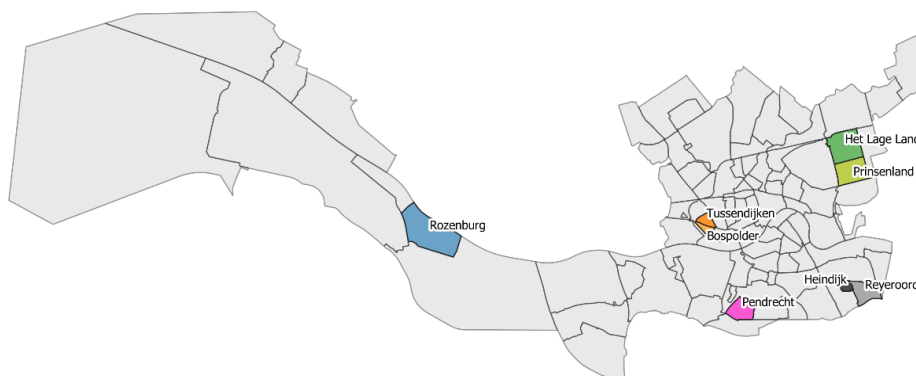 Het Lage Land
Prinsenland
Tussendijken
Rozenburg
Bospolder
Heindijk
Reyeroord
Pendrecht